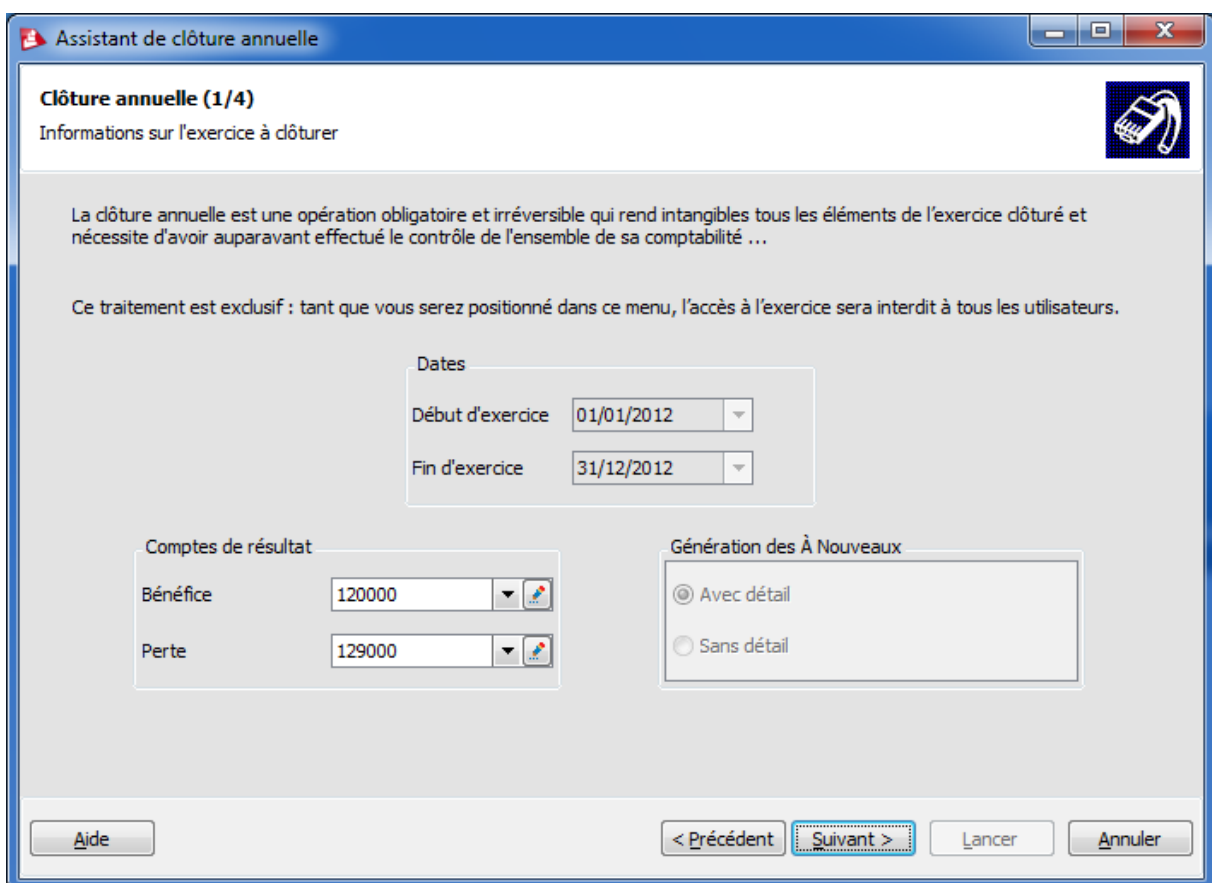 Assistant de clôture annuelle
Clôture annuelle (1/4)
Informations sur l'exercice à clôturer
La clôture annuelle est une opération obligatoire et irréversible qui rend intangibles tous les éléments de l’exercice clôturé et
nécessite d'avoir auparavant effectué le contrôle de l'ensemble de sa comptabilité ...
Ce traitement est exclusif : tant que vous serez positionné dans ce menu, l’accès à l’exercice sera interdit à tous les utilisateurs.
Dates
Début d'exercice 01/01/2012
Fin d'exercice 31/12/2012
Comptes de résultat
Bénéfice 120000
Perte 129000
Génération des À Nouveaux
Avec détail
Sans détail
Aide < Précédent Suivant > Lancer Annuler